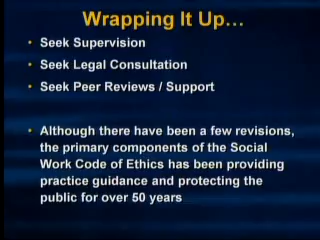 Wrapping It Up…
• Seek Supervision
• Seek Legal Consultation
• Seek Peer Reviews / Support
• Although there have been a few revisions,
the primary components of the Social
Work Code of Ethics has been providing
practice guidance and protecting the
public for over 50 years